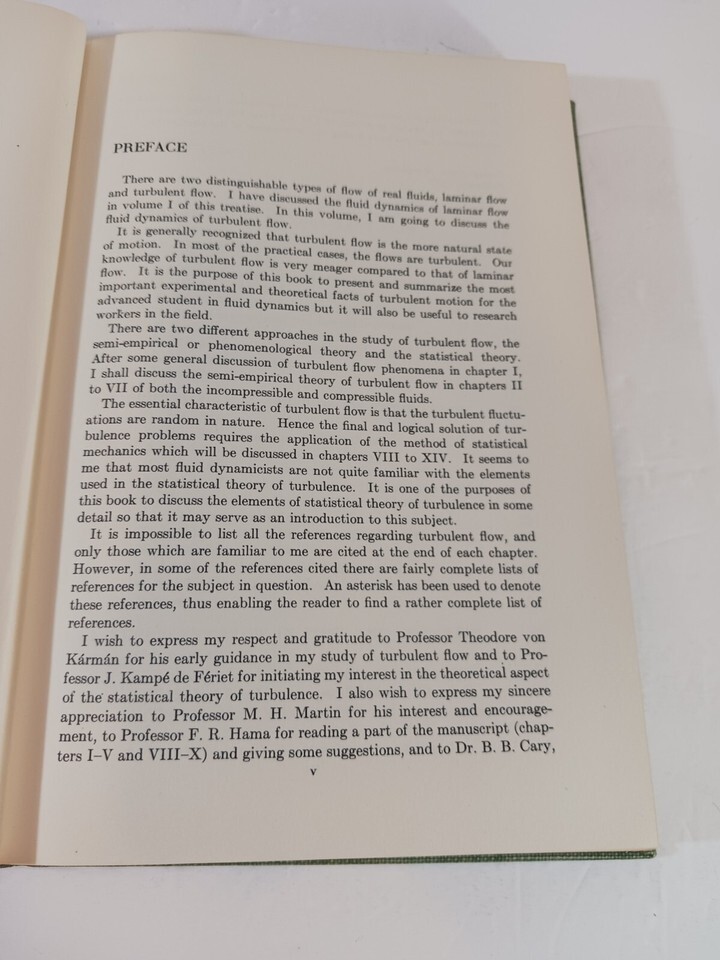 PREFACE
There are two distinguishable types of flow of real fluids, laminar flow
and turbulent flow. I have discussed the fluid dynamics of laminar flow
in volume I of this treatise. In this volume, I am going to discuss the
fluid dynamics of turbulent flow.
It is generally recognized that turbulent flow is the more natural state
of motion. In most of the practical cases, the flows are turbulent. Our
knowledge of turbulent flow is very meager compared to that of laminar
flow. It is the purpose of this book to present and summarize the most
important experimental and theoretical facts of turbulent motion for the
advanced student in fluid dynamics but it will also be useful to research
workers in the field.
There are two different approaches in the study of turbulent flow, the
semi-empirical or phenomenological theory and the statistical theory.
After some general discussion of turbulent flow phenomena in chapter I,
I shall discuss the semi-empirical theory of turbulent flow in chapters II
to VII of both the incompressible and compressible fluids.
The essential characteristic of turbulent flow is that the turbulent fluctu-
ations are random in nature. Hence the final and logical solution of tur-
bulence problems requires the application of the method of statistical
mechanics which will be discussed in chapters VIII to XIV. It seems to
me that most fluid dynamicists are not quite familiar with the elements
used in the statistical theory of turbulence. It is one of the purposes of
this book to discuss the elements of statistical theory of turbulence in some
detail so that it may serve as an introduction to this subject.
It is impossible to list all the references regarding turbulent flow, and
only those which are familiar to me are cited at the end of each chapter.
However, in some of the references cited there are fairly complete lists of
references for the subject in question. An asterisk has been used to denote
these references, thus enabling the reader to find a rather complete list of
references.
I wish to express my respect and gratitude to Professor Theodore von
Kármán for his early guidance in my study of turbulent flow and to Pro-
fessor J. Kampé de Fériet for initiating my interest in the theoretical aspect
of the statistical theory of turbulence. I also wish to express my sincere
appreciation to Professor M. H. Martin for his interest and encourage-
ment, to Professor F. R. Hama for reading a part of the manuscript (chap-
ters I–V and VIII–X) and giving some suggestions, and to Dr. B. B. Cary,
v